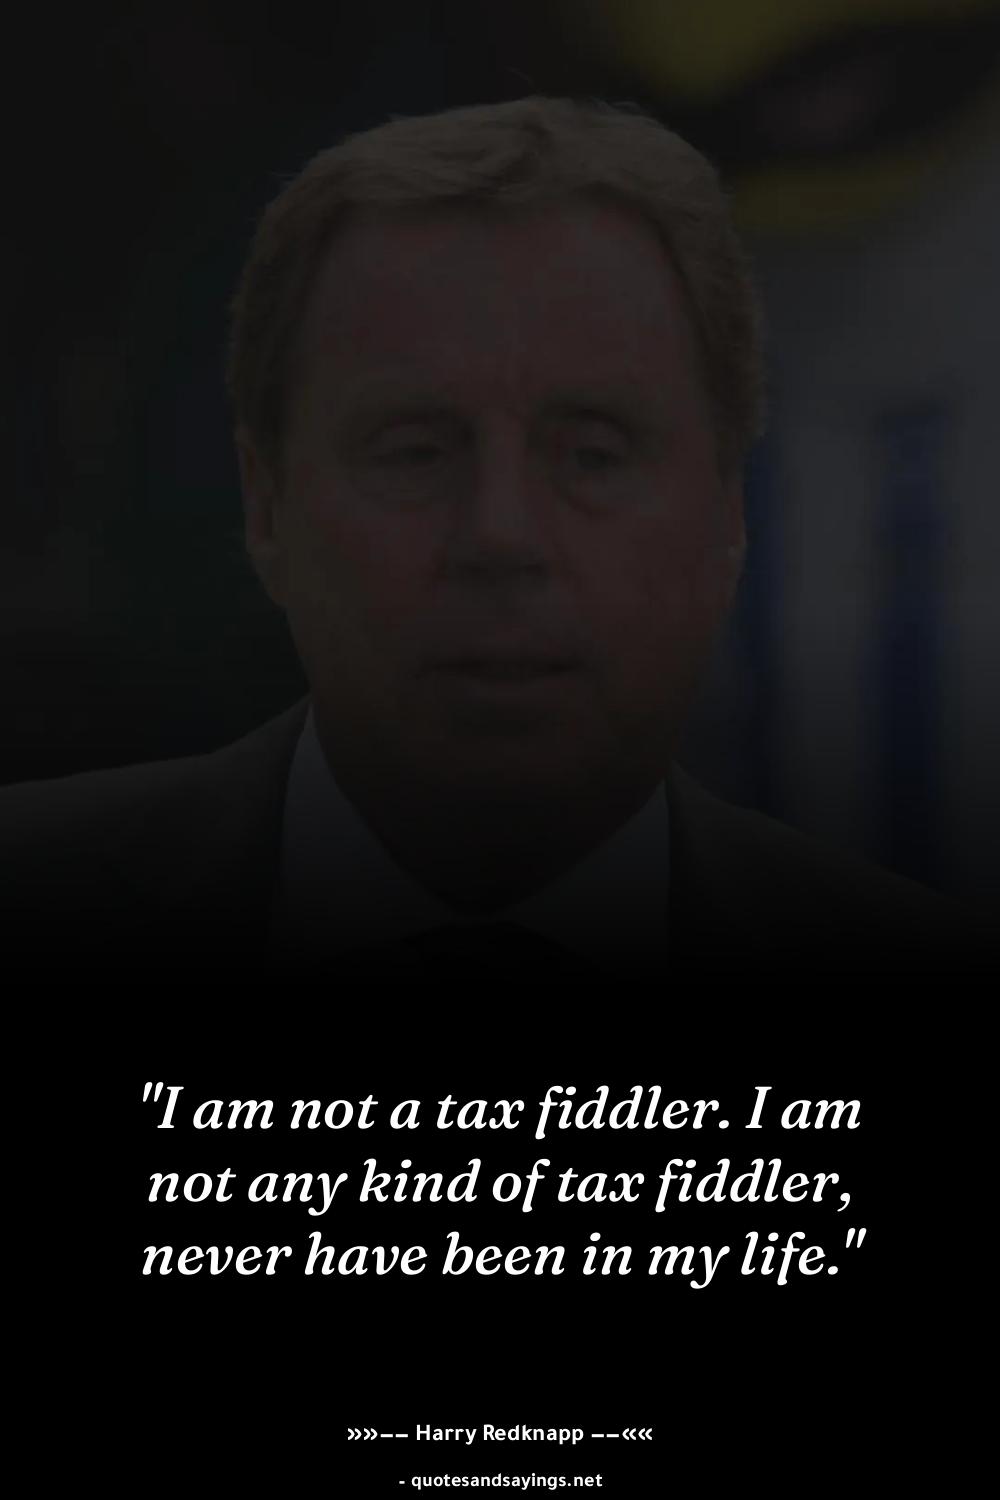 "I am not a tax fiddler. I am
not any kind of tax fiddler,
never have been in my life."
»»−− Harry Redknapp −−««
- quotesandsayings.net